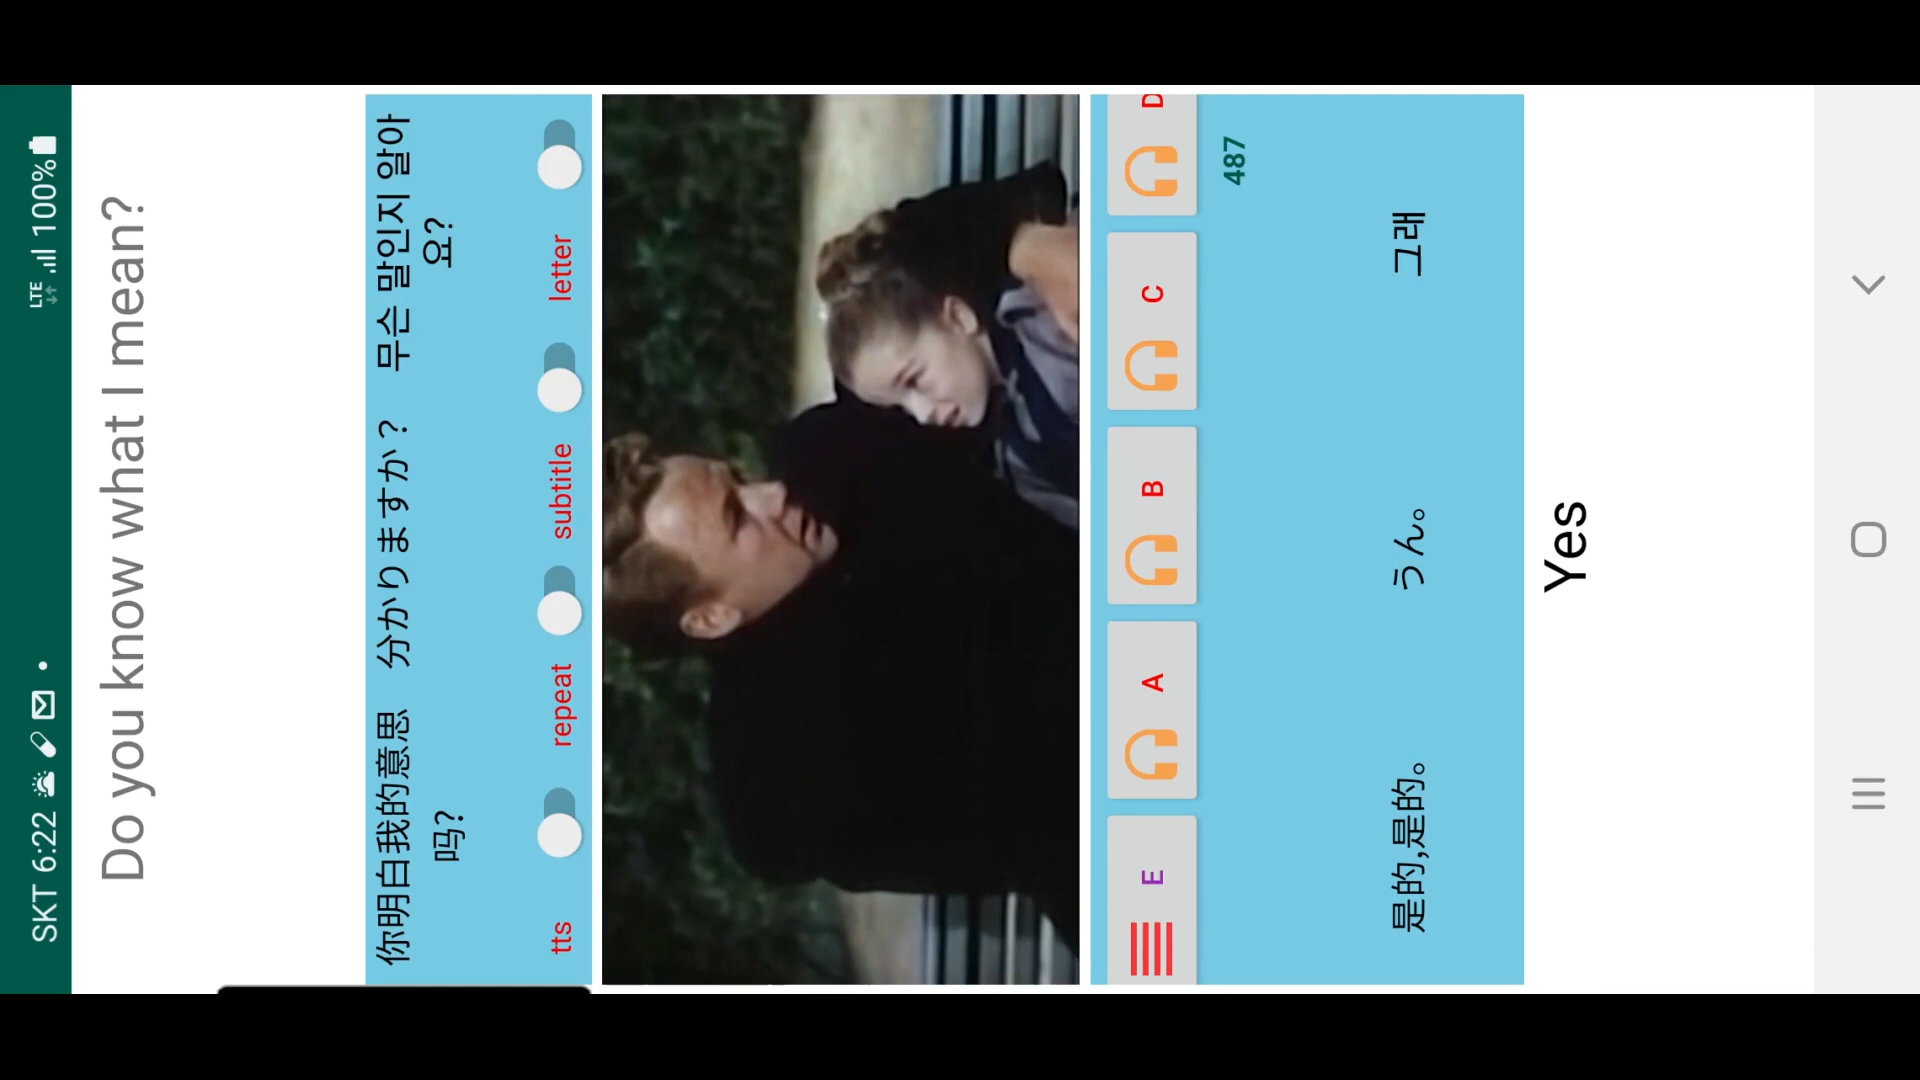 SKT 6:22
LTE
100%
Do you know what I mean?
你明白我的意思
吗?
分かりますか？
무슨 말인지 알아
요?
tts
repeat
subtitle
letter
E
A
B
C
D
487
是的,是的。
うん。
그래
Yes